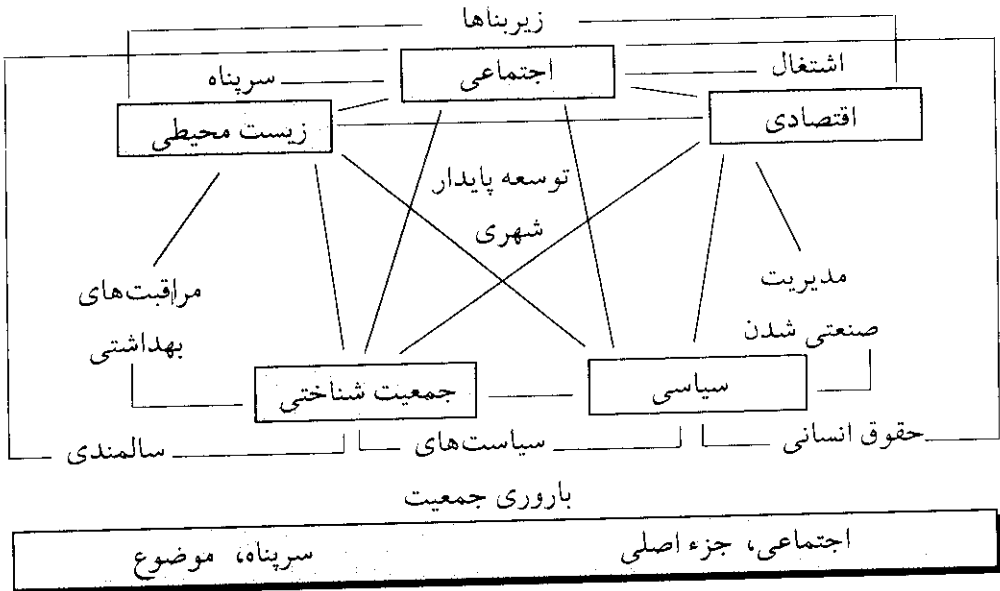 زیربناها
اشتغال
اجتماعی
سرپناه
اقتصادی
زیست محیطی
توسعه پایدار
شهری
مدیریت
صنعتی شدن
مراقبت‌های
بهداشتی
سیاسی
جمعیت شناختی
حقوق انسانی
سیاست‌های
سالمندی
باروری جمعیت
اجتماعی، جزء اصلی
سرپناه، موضوع